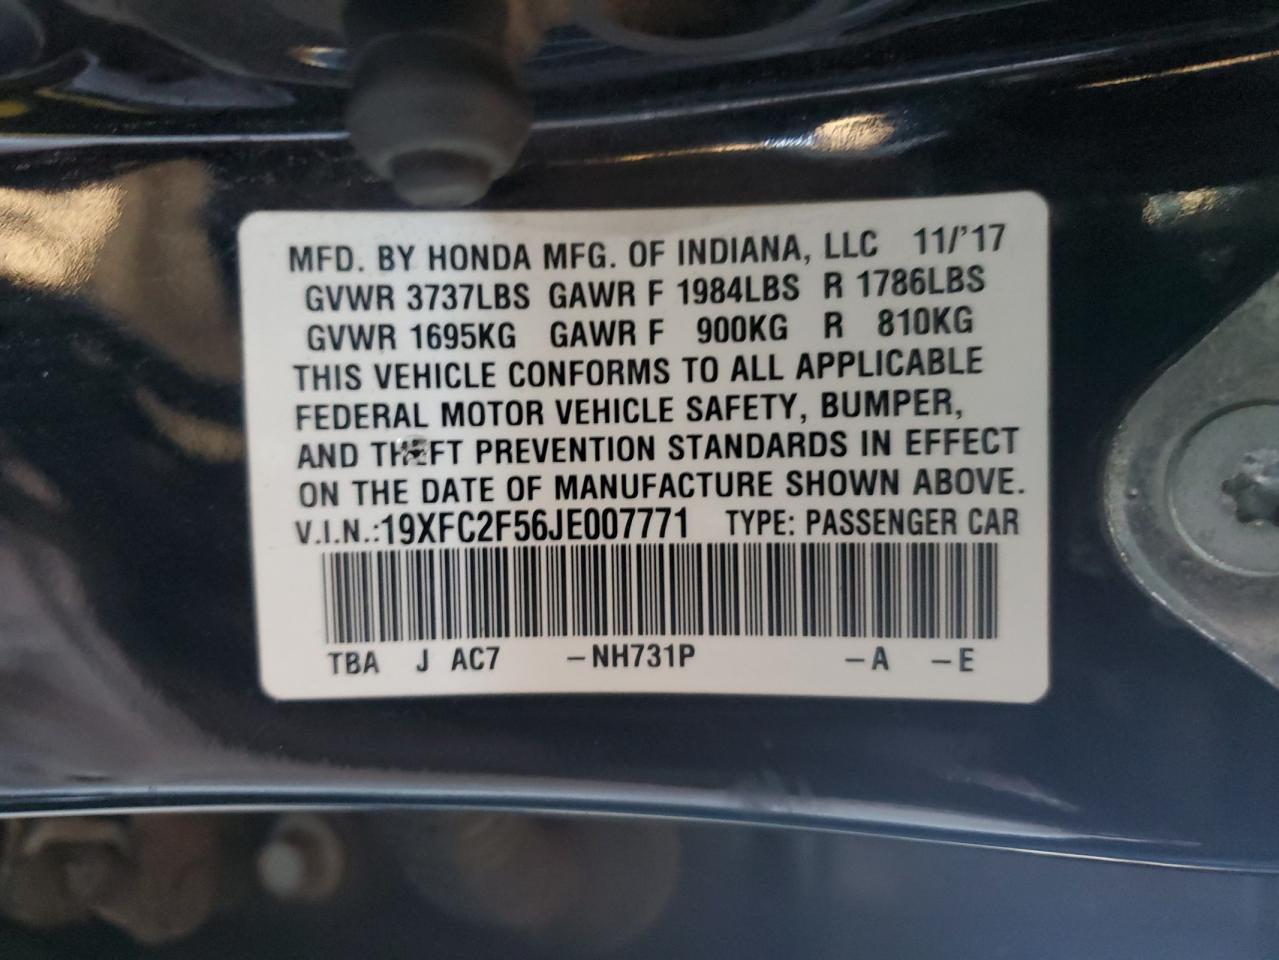 MFD. BY HONDA MFG. OF INDIANA, LLC 11/'17
GVWR 3737LBS GAWR F 1984LBS R 1786LBS
GVWR 1695KG GAWR F 900KG R 810KG
THIS VEHICLE CONFORMS TO ALL APPLICABLE
FEDERAL MOTOR VEHICLE SAFETY, BUMPER,
AND THEFT PREVENTION STANDARDS IN EFFECT
ON THE DATE OF MANUFACTURE SHOWN ABOVE.
V.I.N.:19XFC2F56JE007771 TYPE: PASSENGER CAR
TBA J AC7 –NH731P –A –E